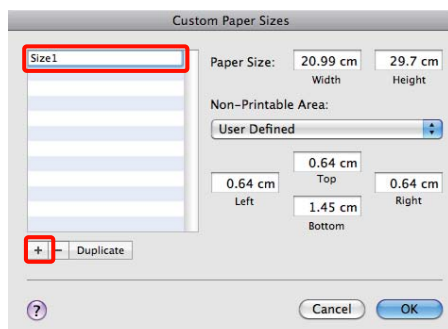 Custom Paper Sizes
Size1
Paper Size:
20.99 cm
29.7 cm
Width
Height
Non-Printable Area:
User Defined
0.64 cm
Top
0.64 cm
0.64 cm
Left
Right
1.45 cm
Bottom
+ − Duplicate
?
Cancel
OK